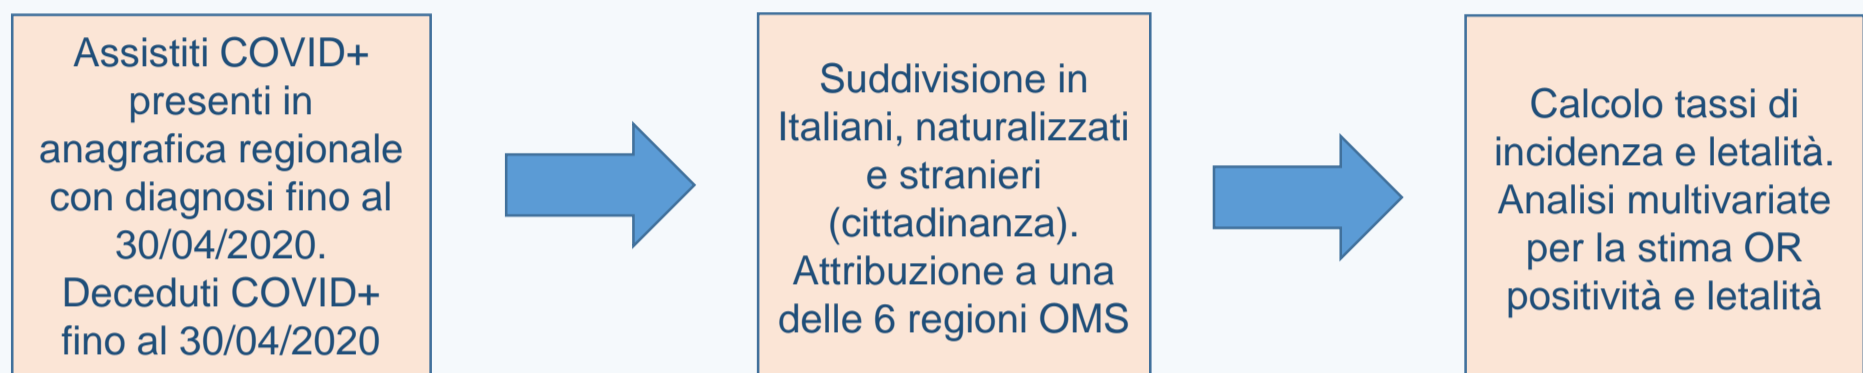 Assistiti COVID+
presenti in
anagrafica regionale
con diagnosi fino al
30/04/2020.
Deceduti COVID+
fino al 30/04/2020
Suddivisione in
Italiani, naturalizzati
e stranieri
(cittadinanza).
Attribuzione a una
delle 6 regioni OMS
Calcolo tassi di
incidenza e letalità.
Analisi multivariate
per la stima OR
positività e letalità